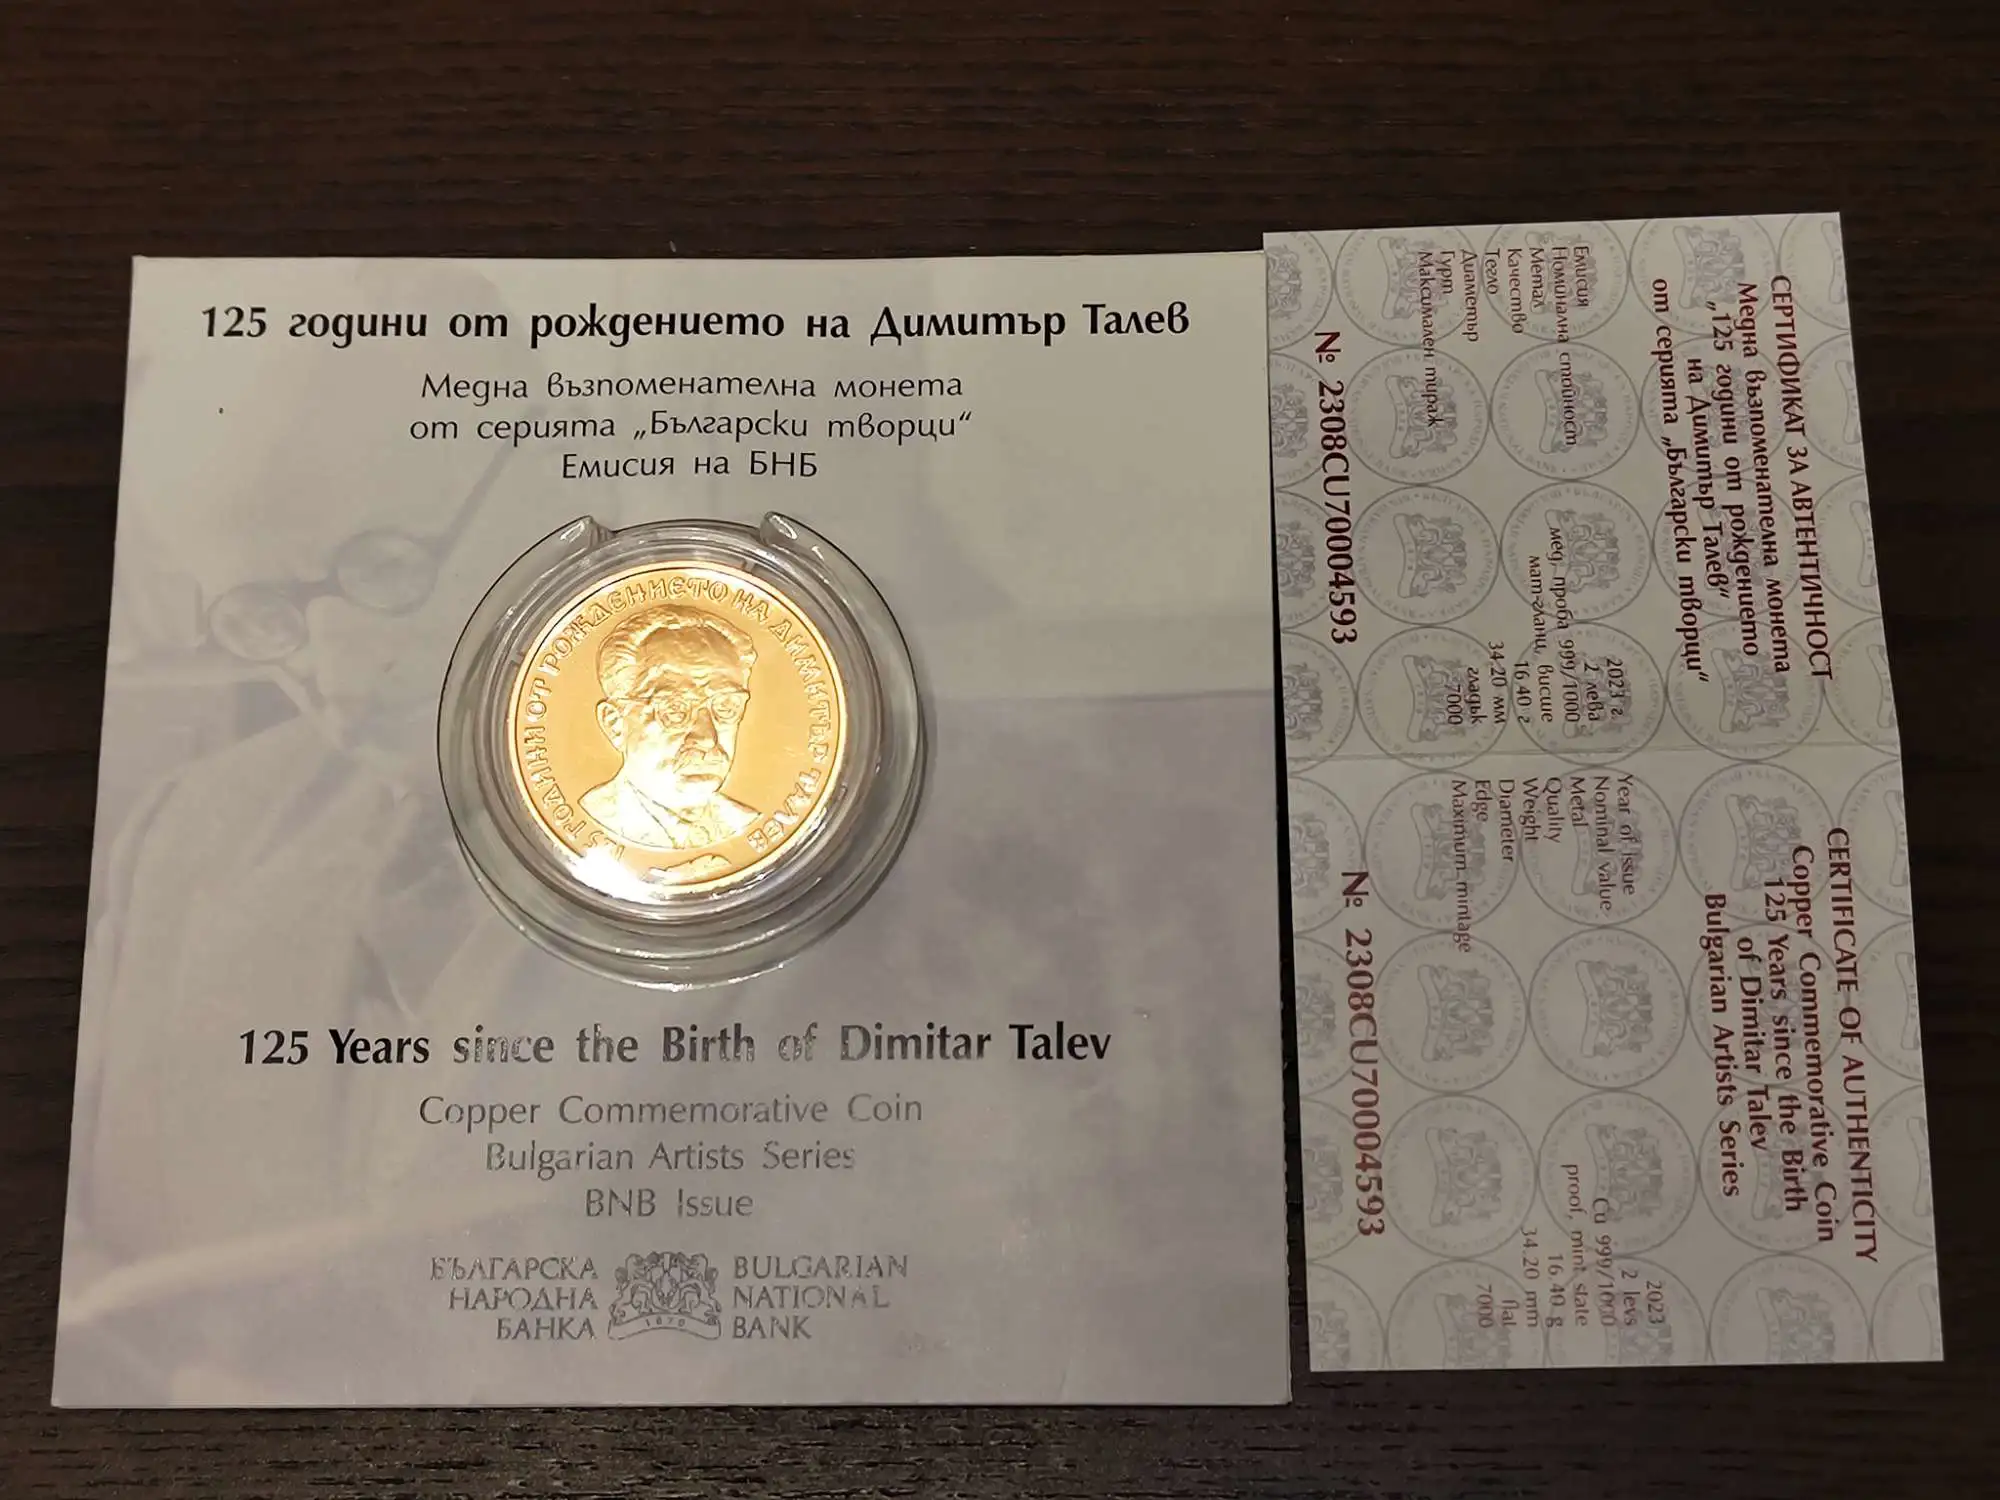 125 години от рождението на Димитър Талев
Медна възпоменателна монета
от серията „Български творци“
Емисия на БНБ
125 ГОДИНИ ОТ РОЖДЕНИЕТО НА ДИМИТЪР ТАЛЕВ
125 Years since the Birth of Dimitar Talev
Copper Commemorative Coin
Bulgarian Artists Series
BNB Issue
БЪЛГАРСКА
НАРОДНА
БАНКА
1879
BULGARIAN
NATIONAL
BANK
СЕРТИФИКАТ ЗА АВТЕНТИЧНОСТ
Медна възпоменателна монета
„125 години от рождението
на Димитър Талев“
от серията „Български творци“
Емисия 2023 г.
Номинална стойност 2 лева
Метал мед, проба 999/1000
Качество мат-гланц, висше
Тегло 16.40 г
Диаметър 34.20 мм
Гурт гладък
Максимален тираж 7000
№ 2308CU70004593
CERTIFICATE OF AUTHENTICITY
Copper Commemorative Coin
125 Years since the Birth
of Dimitar Talev
Bulgarian Artists Series
Year of issue 2023
Nominal value 2 levs
Metal Cu 999/1000
Quality proof, mint state
Weight 16.40 g
Diameter 34.20 mm
Edge flat
Maximum mintage 7000
№ 2308CU70004593